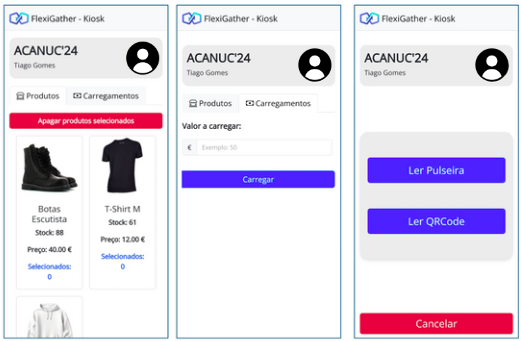 FlexiGather - Kiosk
ACANUC'24
Tiago Gomes
Produtos
Carregamentos
Apagar produtos selecionados
Botas
Escutista
Stock: 88
Preço: 40.00 €
Selecionados:
0
T-Shirt M
Stock: 61
Preço: 12.00 €
Selecionados:
0
FlexiGather - Kiosk
ACANUC'24
Tiago Gomes
Produtos
Carregamentos
Valor a carregar:
€
Exemplo: 50
Carregar
FlexiGather - Kiosk
ACANUC'24
Tiago Gomes
Ler Pulseira
Ler QRCode
Cancelar